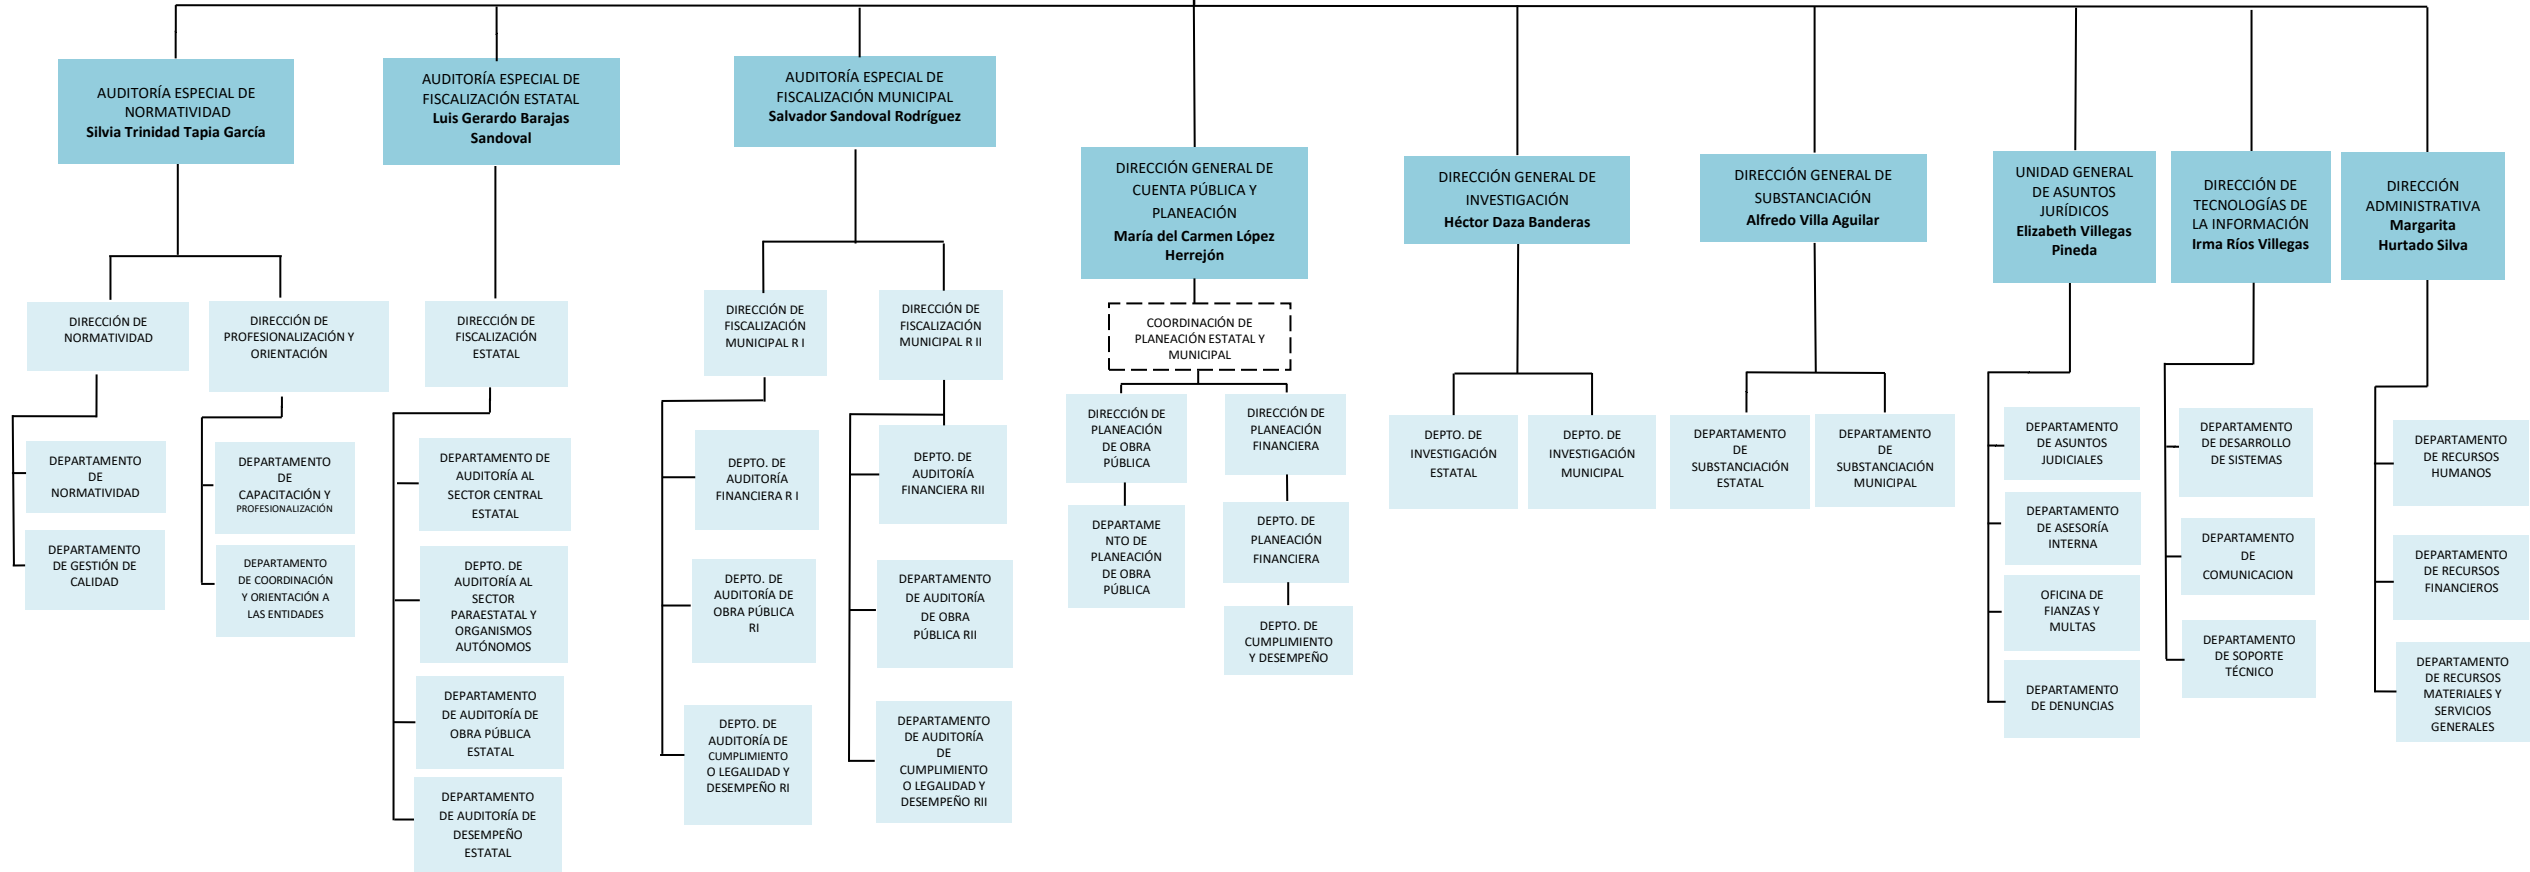 AUDITORÍA ESPECIAL DE
NORMATIVIDAD
Silvia Trinidad Tapia García
AUDITORÍA ESPECIAL DE
FISCALIZACIÓN ESTATAL
Luis Gerardo Barajas
Sandoval
AUDITORÍA ESPECIAL DE
FISCALIZACIÓN MUNICIPAL
Salvador Sandoval Rodríguez
DIRECCIÓN GENERAL DE
CUENTA PÚBLICA Y
PLANEACIÓN
María del Carmen López
Herrejón
DIRECCIÓN GENERAL DE
INVESTIGACIÓN
Héctor Daza Banderas
DIRECCIÓN GENERAL DE
SUBSTANCIACIÓN
Alfredo Villa Aguilar
UNIDAD GENERAL
DE ASUNTOS
JURÍDICOS
Elizabeth Villegas
Pineda
DIRECCIÓN DE
TECNOLOGÍAS DE
LA INFORMACIÓN
Irma Ríos Villegas
DIRECCIÓN
ADMINISTRATIVA
Margarita
Hurtado Silva
DIRECCIÓN DE
NORMATIVIDAD
DIRECCIÓN DE
PROFESIONALIZACIÓN Y
ORIENTACIÓN
DIRECCIÓN DE
FISCALIZACIÓN
ESTATAL
DIRECCIÓN DE
FISCALIZACIÓN
MUNICIPAL R I
DIRECCIÓN DE
FISCALIZACIÓN
MUNICIPAL R II
COORDINACIÓN DE
PLANEACIÓN ESTATAL Y
MUNICIPAL
DIRECCIÓN DE
PLANEACIÓN
DE OBRA
PÚBLICA
DIRECCIÓN DE
PLANEACIÓN
FINANCIERA
DEPTO. DE
INVESTIGACIÓN
ESTATAL
DEPTO. DE
INVESTIGACIÓN
MUNICIPAL
DEPARTAMENTO
DE
SUBSTANCIACIÓN
ESTATAL
DEPARTAMENTO
DE
SUBSTANCIACIÓN
MUNICIPAL
DEPARTAMENTO
DE ASUNTOS
JUDICIALES
DEPARTAMENTO
DE DESARROLLO
DE SISTEMAS
DEPARTAMENTO
DE RECURSOS
HUMANOS
DEPARTAMENTO
DE
NORMATIVIDAD
DEPARTAMENTO
DE
CAPACITACIÓN Y
PROFESIONALIZACIÓN
DEPARTAMENTO DE
AUDITORÍA AL
SECTOR CENTRAL
ESTATAL
DEPTO. DE
AUDITORÍA
FINANCIERA R I
DEPTO. DE
AUDITORÍA
FINANCIERA RII
DEPARTAME
NTO DE
PLANEACIÓN
DE OBRA
PÚBLICA
DEPTO. DE
PLANEACIÓN
FINANCIERA
DEPARTAMENTO
DE ASESORÍA
INTERNA
DEPARTAMENTO
DE
COMUNICACION
DEPARTAMENTO
DE RECURSOS
FINANCIEROS
DEPARTAMENTO
DE GESTIÓN DE
CALIDAD
DEPARTAMENTO
DE COORDINACIÓN
Y ORIENTACIÓN A
LAS ENTIDADES
DEPTO. DE
AUDITORÍA AL
SECTOR
PARAESTATAL Y
ORGANISMOS
AUTÓNOMOS
DEPTO. DE
AUDITORÍA DE
OBRA PÚBLICA
RI
DEPARTAMENTO
DE AUDITORÍA
DE OBRA
PÚBLICA RII
DEPTO. DE
CUMPLIMIENTO
Y DESEMPEÑO
OFICINA DE
FIANZAS Y
MULTAS
DEPARTAMENTO
DE SOPORTE
TÉCNICO
DEPARTAMENTO
DE RECURSOS
MATERIALES Y
SERVICIOS
GENERALES
DEPARTAMENTO
DE AUDITORÍA DE
OBRA PÚBLICA
ESTATAL
DEPTO. DE
AUDITORÍA DE
CUMPLIMIENTO
O LEGALIDAD Y
DESEMPEÑO RI
DEPARTAMENTO
DE AUDITORÍA
DE
CUMPLIMIENTO
O LEGALIDAD Y
DESEMPEÑO RII
DEPARTAMENTO
DE DENUNCIAS
DEPARTAMENTO
DE AUDITORÍA DE
DESEMPEÑO
ESTATAL